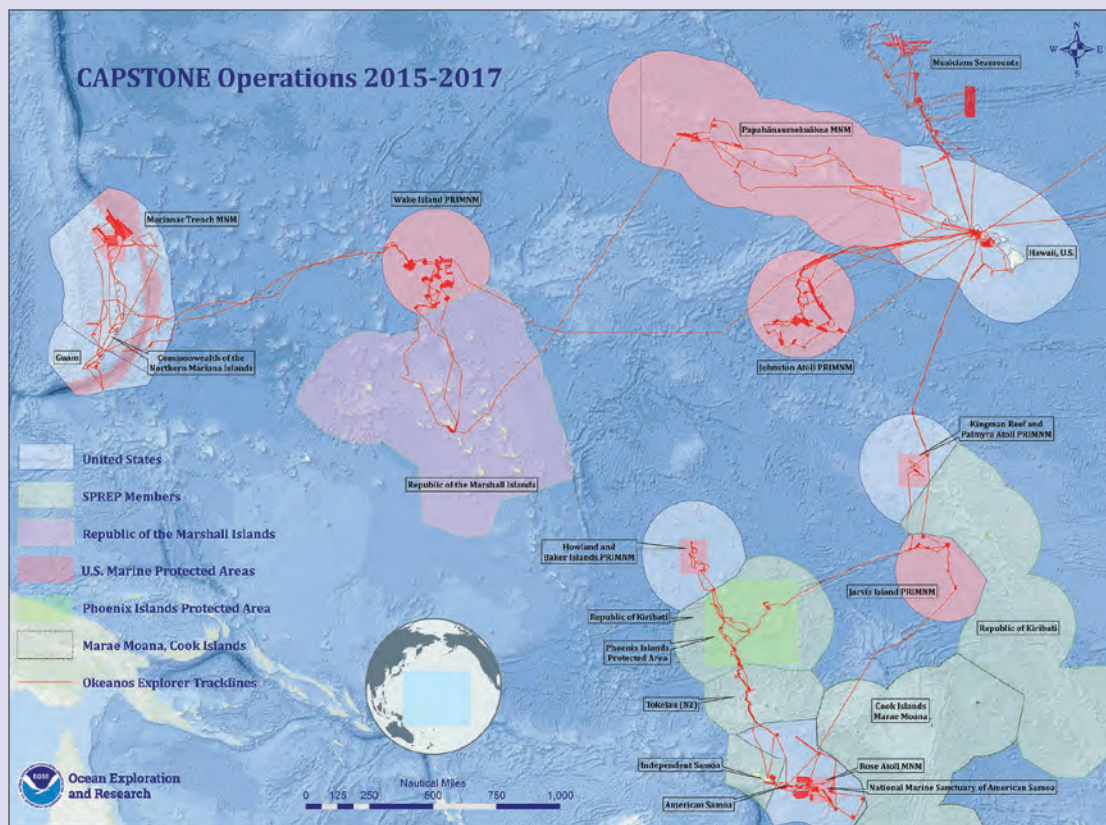 CAPSTONE Operations 2015-2017
N
W
E
S
Musicians Seamounts
Papahānaumokuākea MNM
Marianas Trench MNM
Wake Island PRIMNM
Hawaii, U.S.
Guam
Commonwealth of the
Northern Mariana Islands
Johnston Atoll PRIMNM
Kingman Reef and
Palmyra Atoll PRIMNM
Republic of the Marshall Islands
United States
SPREP Members
Republic of the Marshall Islands
U.S. Marine Protected Areas
Phoenix Islands Protected Area
Marae Moana, Cook Islands
Okeanos Explorer Tracklines
Howland and
Baker Islands PRIMNM
Jarvis Island PRIMNM
Republic of Kiribati
Republic of Kiribati
Phoenix Islands
Protected Area
Tokelau (NZ)
Cook Islands
Marae Moana
Independent Samoa
Rose Atoll MNM
National Marine Sanctuary of American Samoa
American Samoa
NOAA
Ocean Exploration
and Research
Nautical Miles
0 125 250 500 750 1,000